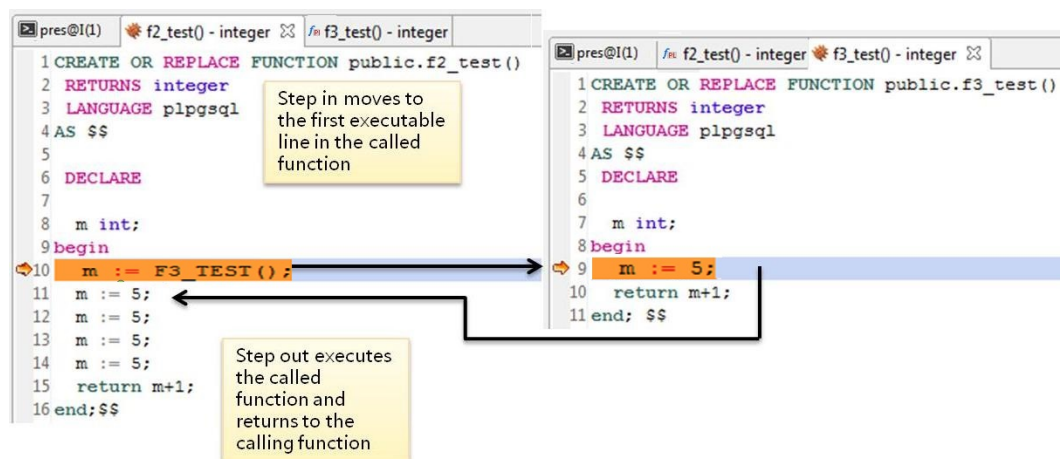 pres@I(1) f2_test() - integer f3_test() - integer
1 CREATE OR REPLACE FUNCTION public.f2_test()
2 RETURNS integer
3 LANGUAGE plpgsql
4 AS $$
5
6 DECLARE
7
8 m int;
9 begin
10 m := F3_TEST();
11 m := 5;
12 m := 5;
13 m := 5;
14 m := 5;
15 return m+1;
16 end;$$
Step in moves to
the first executable
line in the called
function
Step out executes
the called
function and
returns to the
calling function
pres@I(1) f2_test() - integer f3_test() - integer
1 CREATE OR REPLACE FUNCTION public.f3_test()
2 RETURNS integer
3 LANGUAGE plpgsql
4 AS $$
5 DECLARE
6
7 m int;
8 begin
9 m := 5;
10 return m+1;
11 end; $$